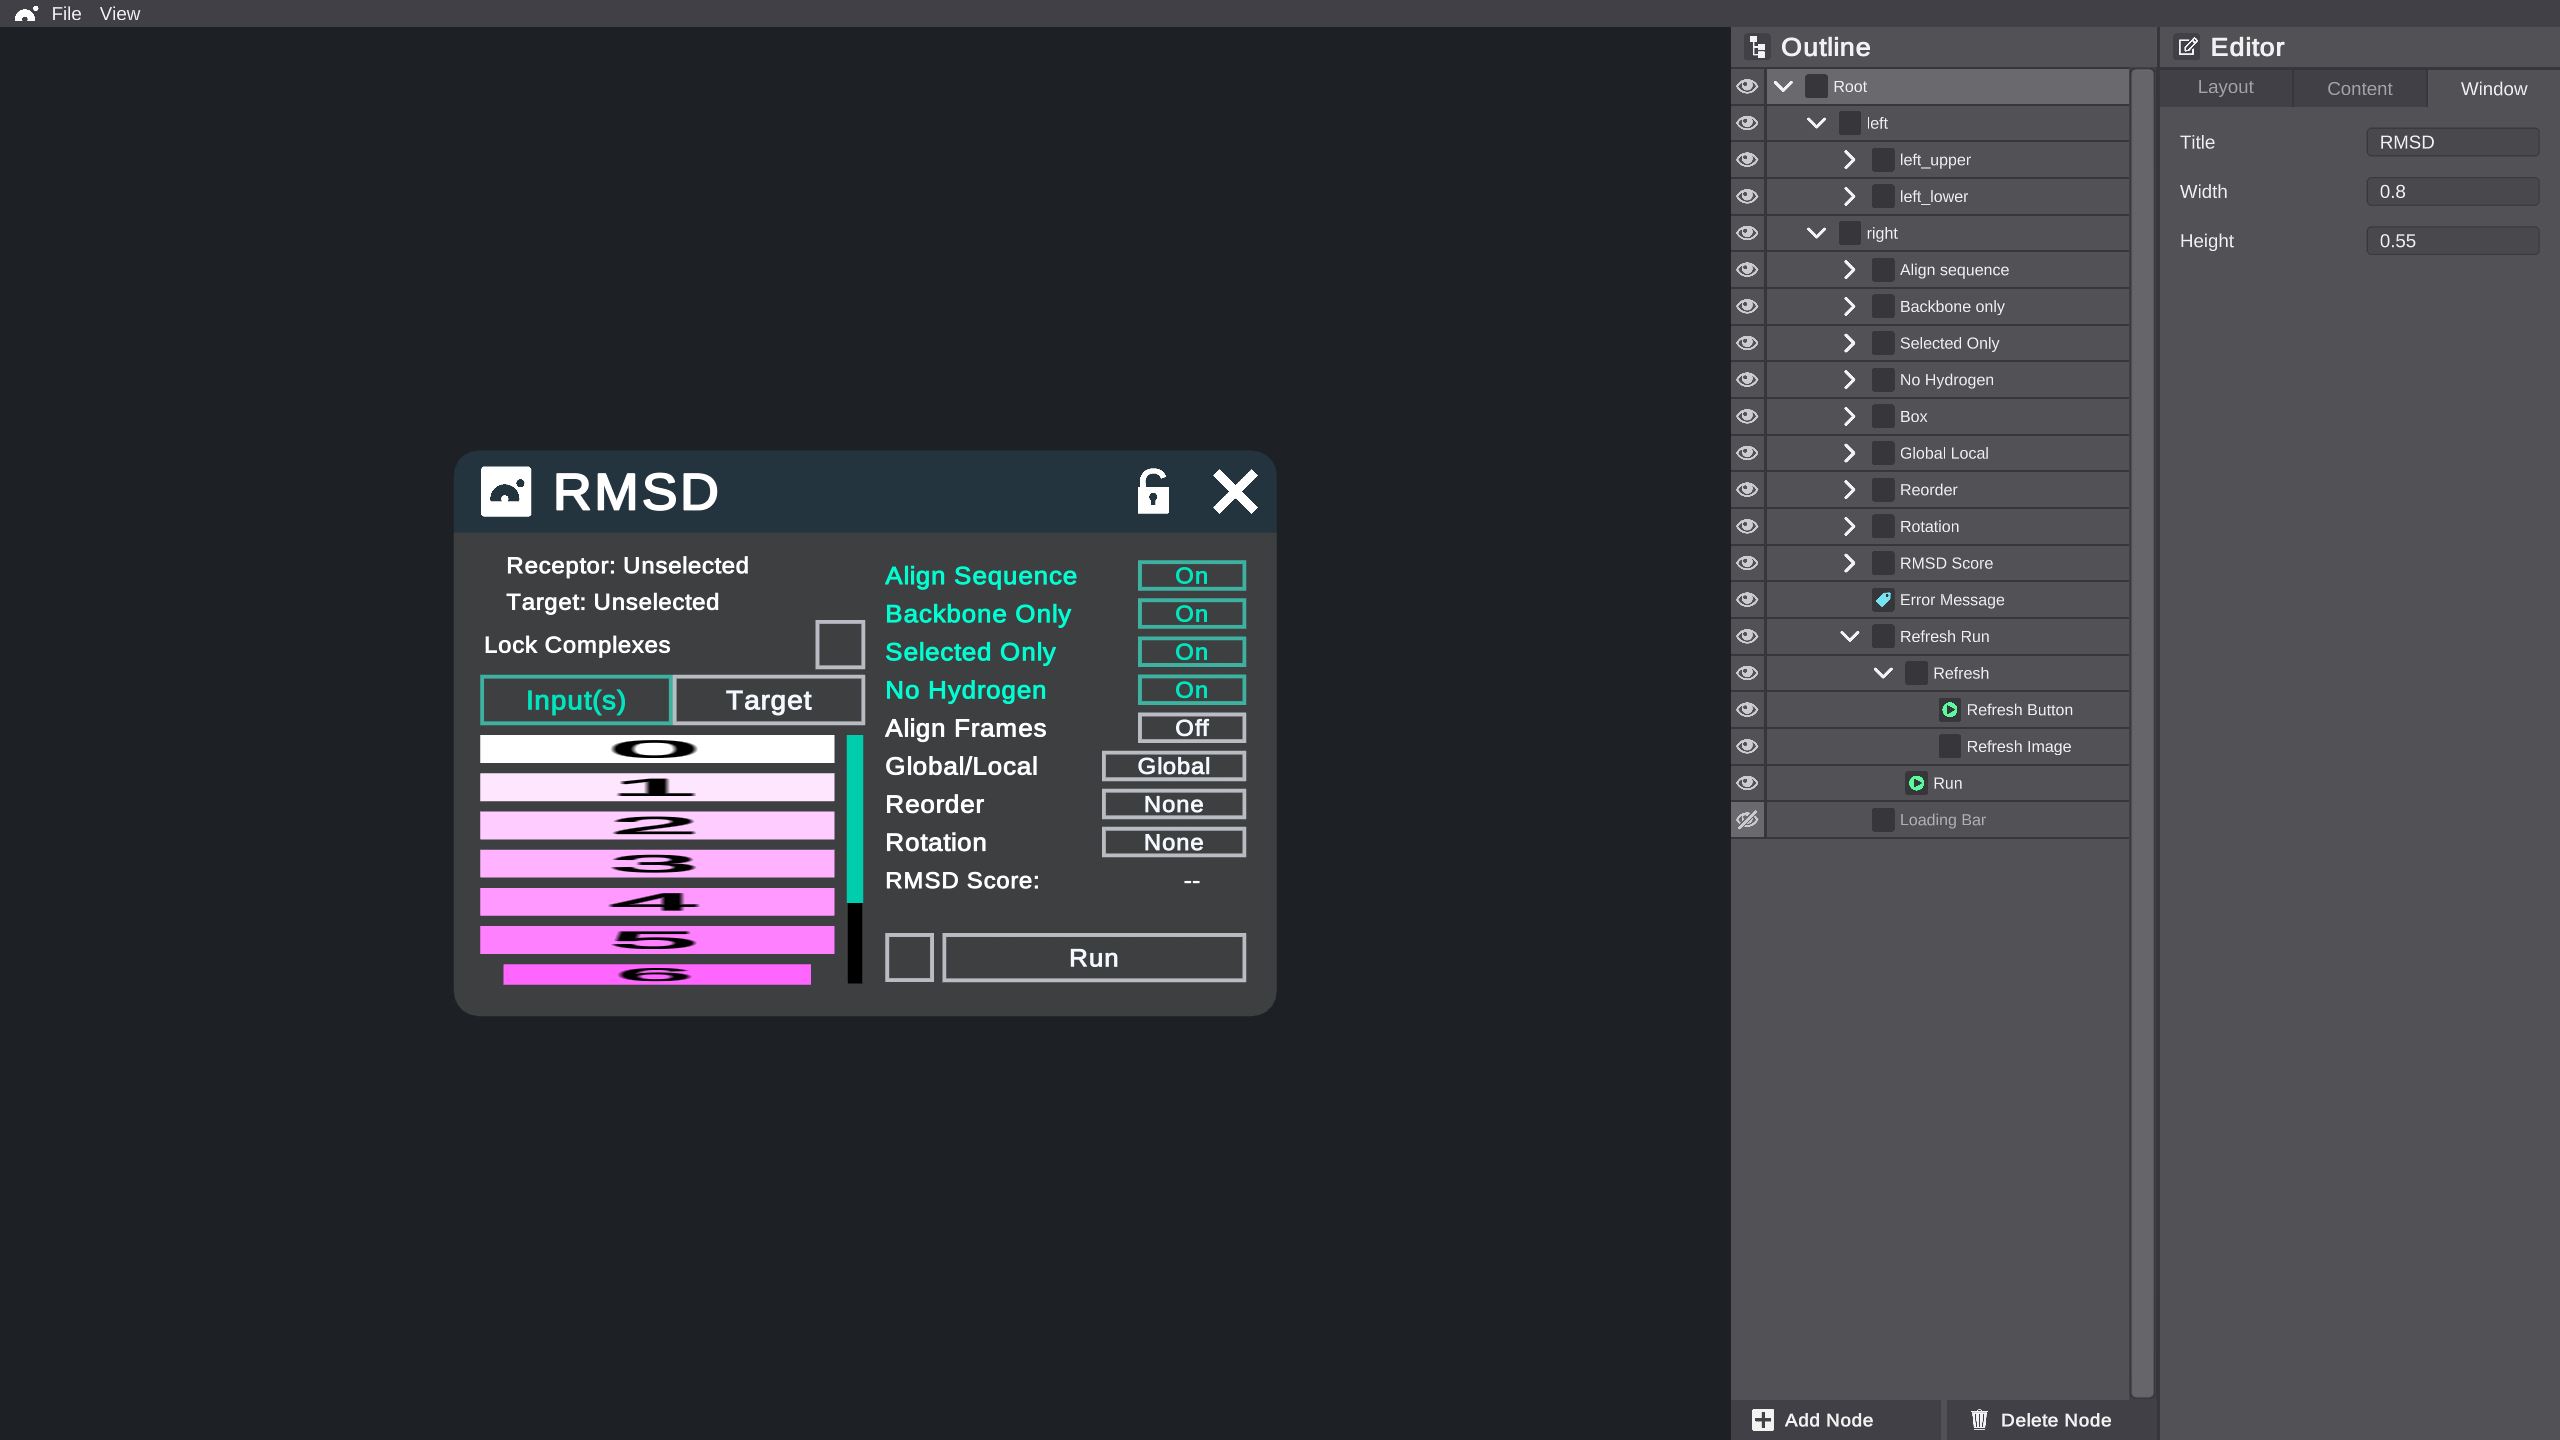 File View
RMSD
Receptor: Unselected
Target: Unselected
Lock Complexes
Input(s) Target
0
1
2
3
4
5
6
Align Sequence On
Backbone Only On
Selected Only On
No Hydrogen On
Align Frames Off
Global/Local Global
Reorder None
Rotation None
RMSD Score: --
Run
Outline
Root
left
left_upper
left_lower
right
Align sequence
Backbone only
Selected Only
No Hydrogen
Box
Global Local
Reorder
Rotation
RMSD Score
Error Message
Refresh Run
Refresh
Refresh Button
Refresh Image
Run
Loading Bar
Add Node Delete Node
Editor
Layout Content Window
Title RMSD
Width 0.8
Height 0.55